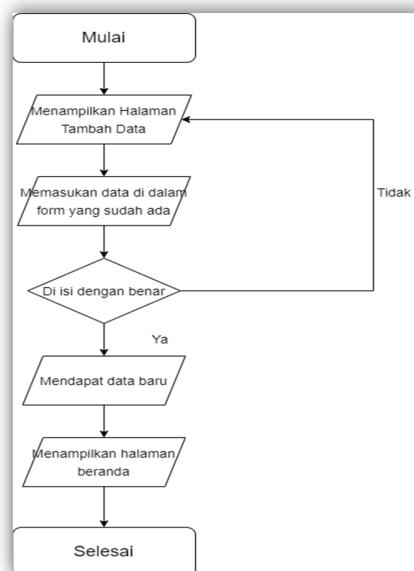 Mulai
Menampilkan Halaman
Tambah Data
Memasukan data di dalam
form yang sudah ada
Tidak
Di isi dengan benar
Ya
Mendapat data baru
Menampilkan halaman
beranda
Selesai